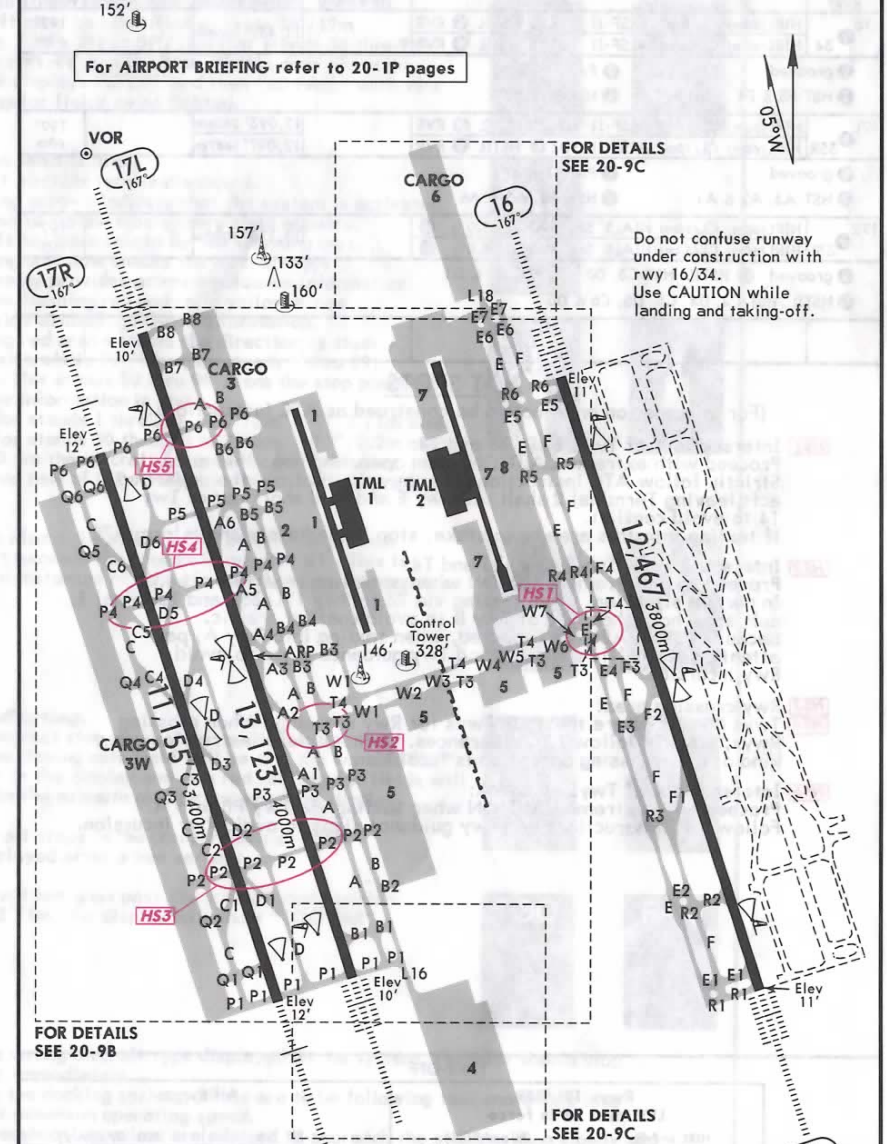 152'
For AIRPORT BRIEFING refer to 20-1P pages
05°W
VOR
17L
167°
FOR DETAILS
SEE 20-9C
CARGO
6
16
167°
157'
133'
160'
Do not confuse runway
under construction with
rwy 16/34.
Use CAUTION while
landing and taking-off.
17R
167°
L18
E7
E7
E6
E6
F
E
Elev
10'
B8
B8
B7
B7
CARGO
3
A
B
P6
P6
P6
P6
HS5
B6
B6
1
7
R6
R6
Elev
11'
E5
E5
E
F
R5
R5
Elev
12'
P6
P6
P6
Q6
Q6
D
TML
1
TML
2
7
8
P5
P5
P5
A6
B5
B5
2
1
C
Q5
D6
HS4
A
B
P4
P4
7
F
E
12,467'
3800m
C6
P4
P4
P4
P4
D5
A5
A
B
1
R4
R4
F4
HS1
W7
T4
E
C5
C
A4
B4
B4
ARP
B3
146'
Control
Tower
328'
T4
W6
W5
T3
T3
E4
F3
Q4
C4
D4
A3
B3
W1
T4
W4
W3
T3
W2
5
5
5
F
A
B
A2
T4
T3
T3
W1
HS2
11,155'
3400m
13,123'
4000m
D
CARGO
3W
E
E3
F2
A
B
C3
Q3
D3
A1
P3
P3
P3
P3
5
F
F1
R3
C
D2
A
C2
P2
P2
P2
P2
P2
P2
P2
HS3
B
A
B2
C1
Q2
D1
E2
E
R2
R2
F
C
D
B1
B1
Q1
Q1
P1
P1
P1
P1
P1
P1
L16
E1
E1
R1
R1
Elev
12'
Elev
10'
Elev
11'
FOR DETAILS
SEE 20-9B
4
FOR DETAILS
SEE 20-9C